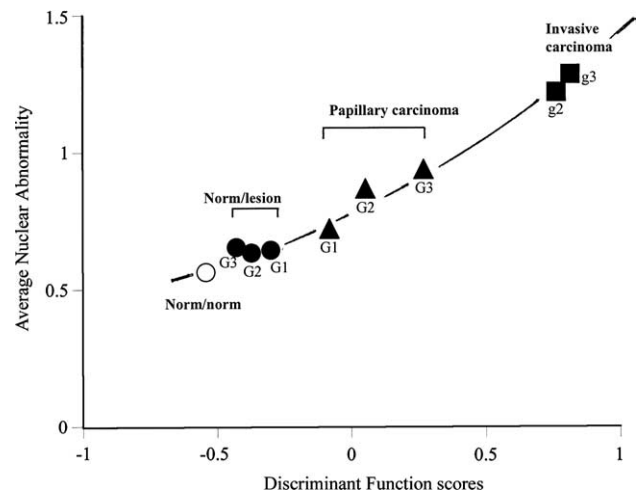 1.5
Invasive
carcinoma
g3
g2
Papillary carcinoma
1
Norm/lesion
G3
G2
G1
G3
G2
G1
0.5
Norm/norm
0
-1
-0.5
0
0.5
1
Average Nuclear Abnormality
Discriminant Function scores